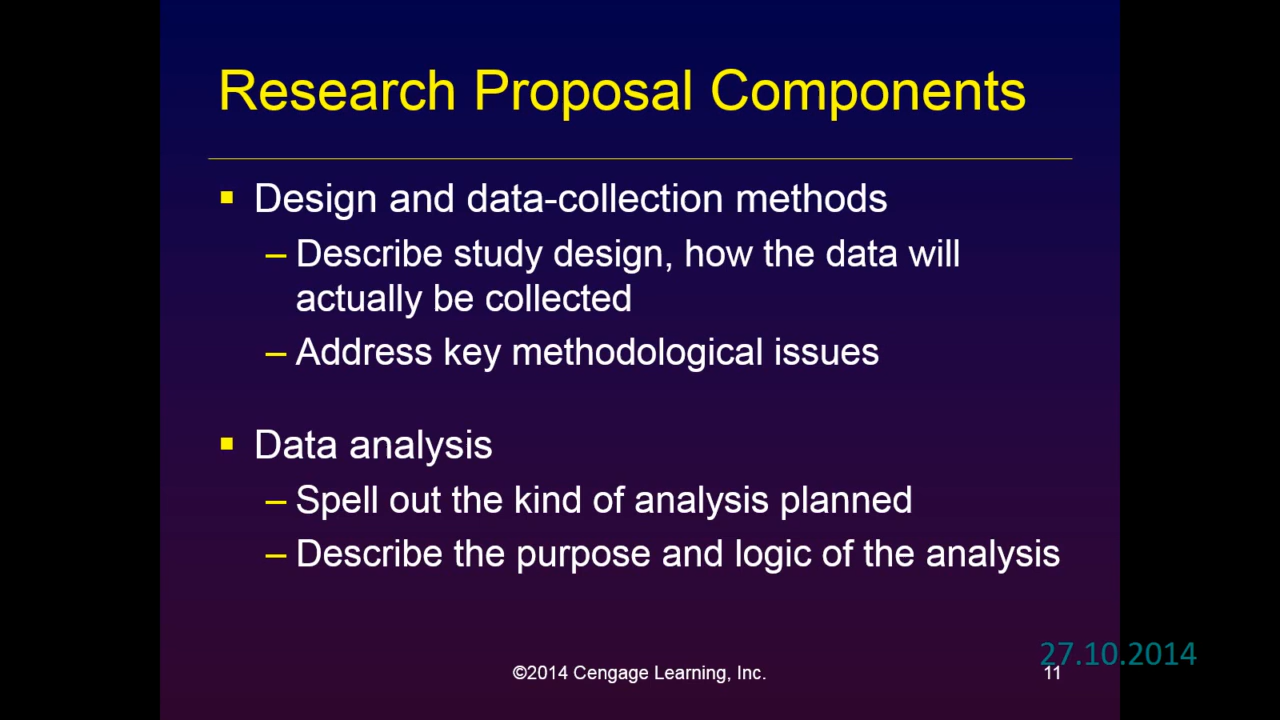 Research Proposal Components
▪ Design and data-collection methods
– Describe study design, how the data will
actually be collected
– Address key methodological issues
▪ Data analysis
– Spell out the kind of analysis planned
– Describe the purpose and logic of the analysis
27.10.2014
©2014 Cengage Learning, Inc.
11